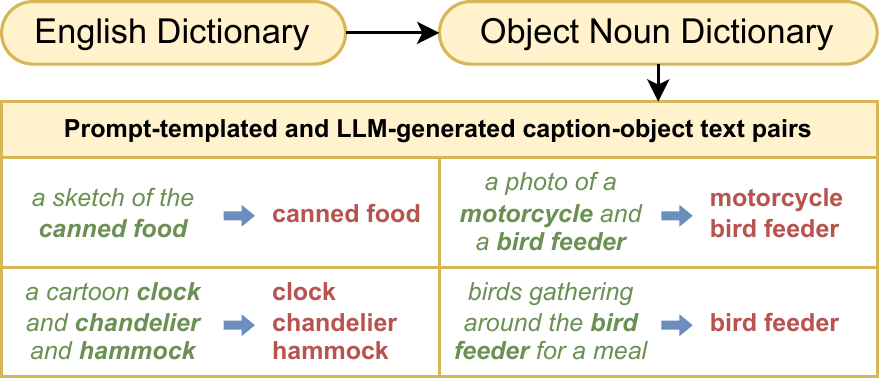 English Dictionary
Object Noun Dictionary
Prompt-templated and LLM-generated caption-object text pairs
a sketch of the
canned food
canned food
a photo of a
motorcycle and
a bird feeder
motorcycle
bird feeder
a cartoon clock
and chandelier
and hammock
clock
chandelier
hammock
birds gathering
around the bird
feeder for a meal
bird feeder